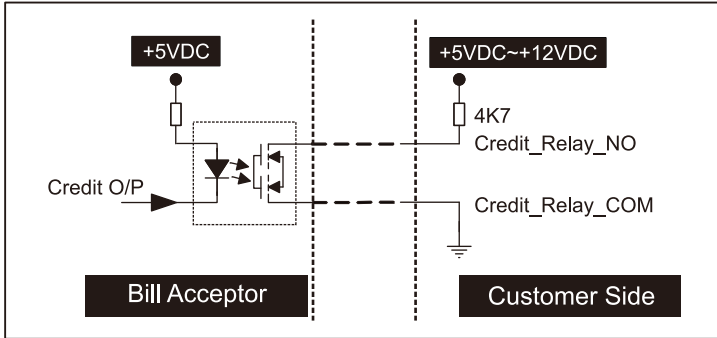 +5VDC
+5VDC~+12VDC
4K7
Credit_Relay_NO
Credit O/P
Credit_Relay_COM
Bill Acceptor
Customer Side